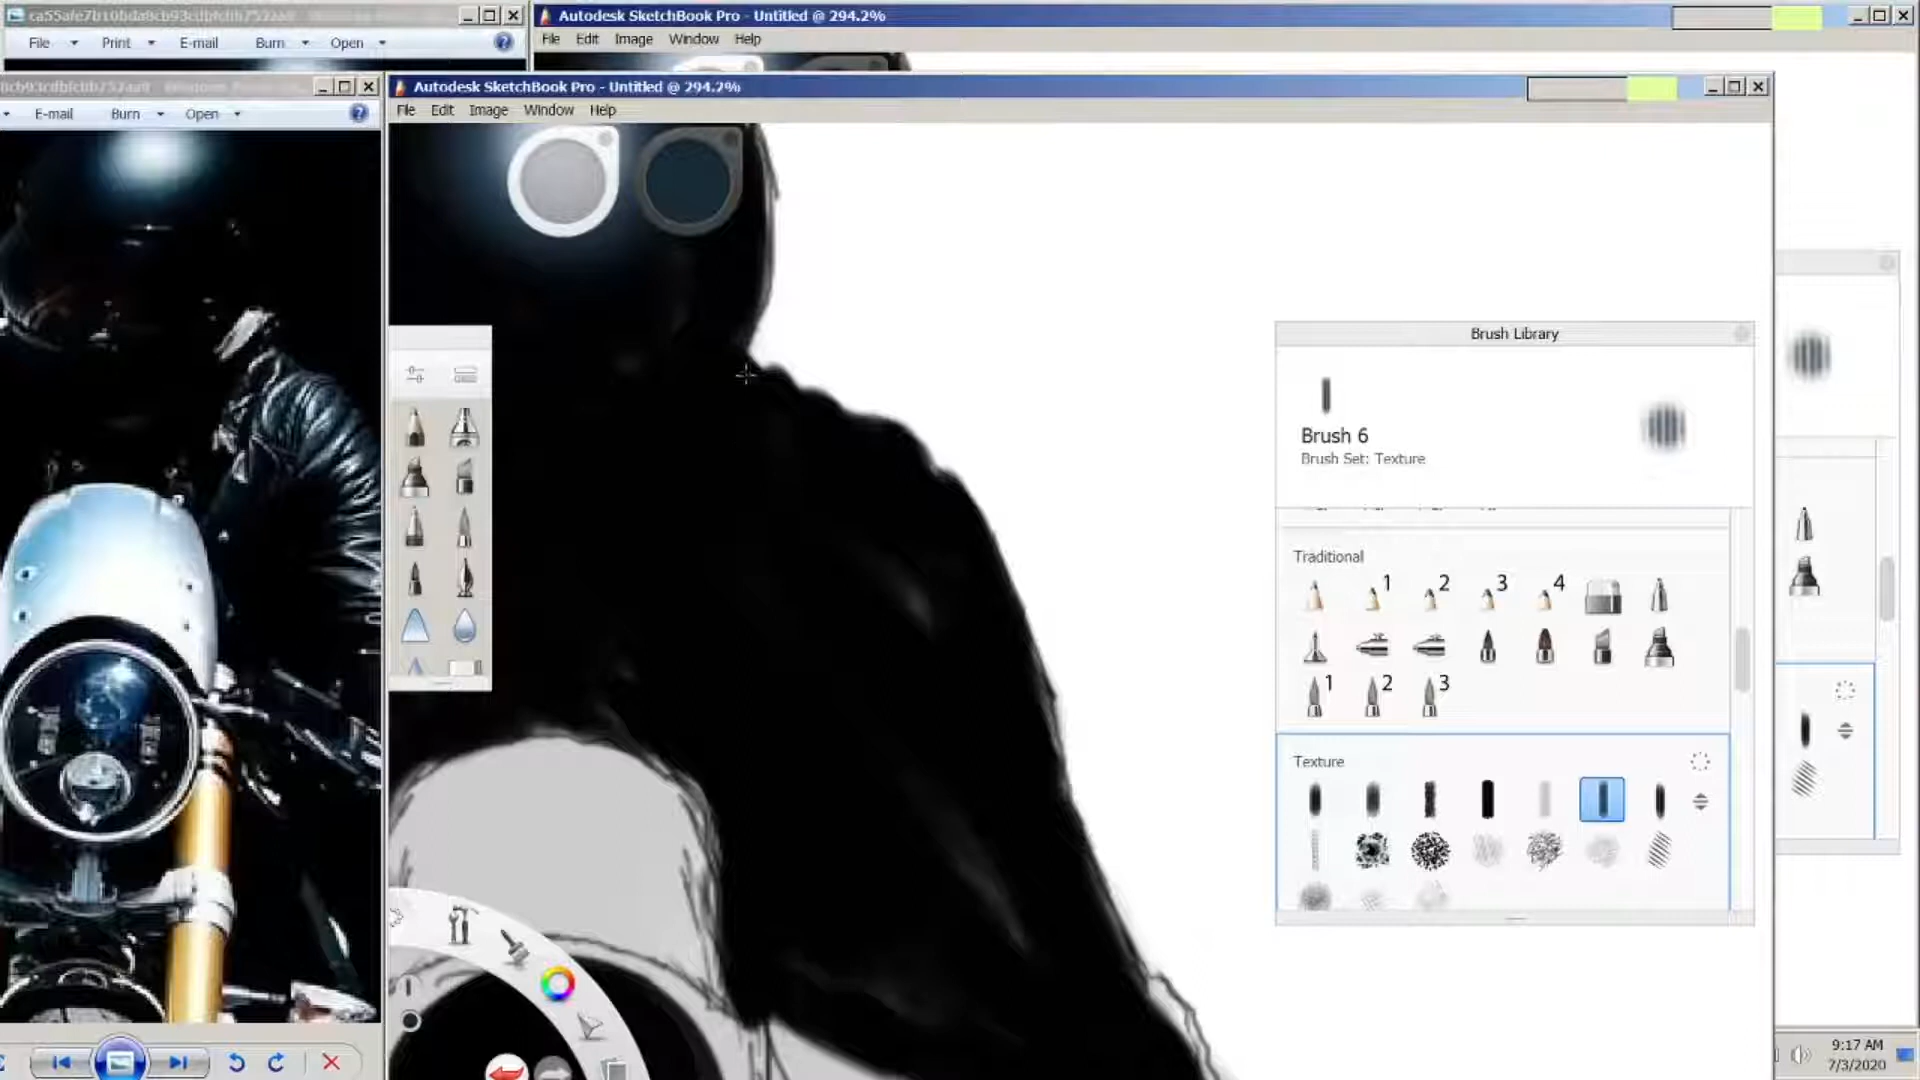 ca55afe7b10bda8cb93cdbfcbb7522a9
File Print E-mail Burn Open
Autodesk SketchBook Pro - Untitled @ 294.2%
File Edit Image Window Help
E-mail Burn Open
Autodesk SketchBook Pro - Untitled @ 294.2%
File Edit Image Window Help
Brush Library
Brush 6
Brush Set: Texture
Traditional
1 2 3 4
1 2 3
Texture
9:17 AM
7/3/2020